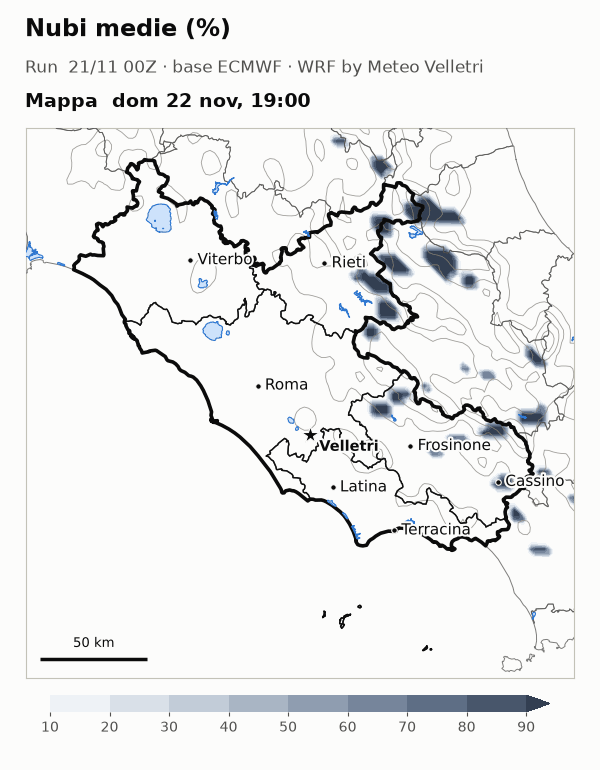 Nubi medie (%)
Run  21/11 00Z · base ECMWF · WRF by Meteo Velletri
Mappa  dom 22 nov, 19:00
Viterbo
Rieti
Roma
Velletri
Frosinone
Cassino
Latina
Terracina
50 km
10 20 30 40 50 60 70 80 90